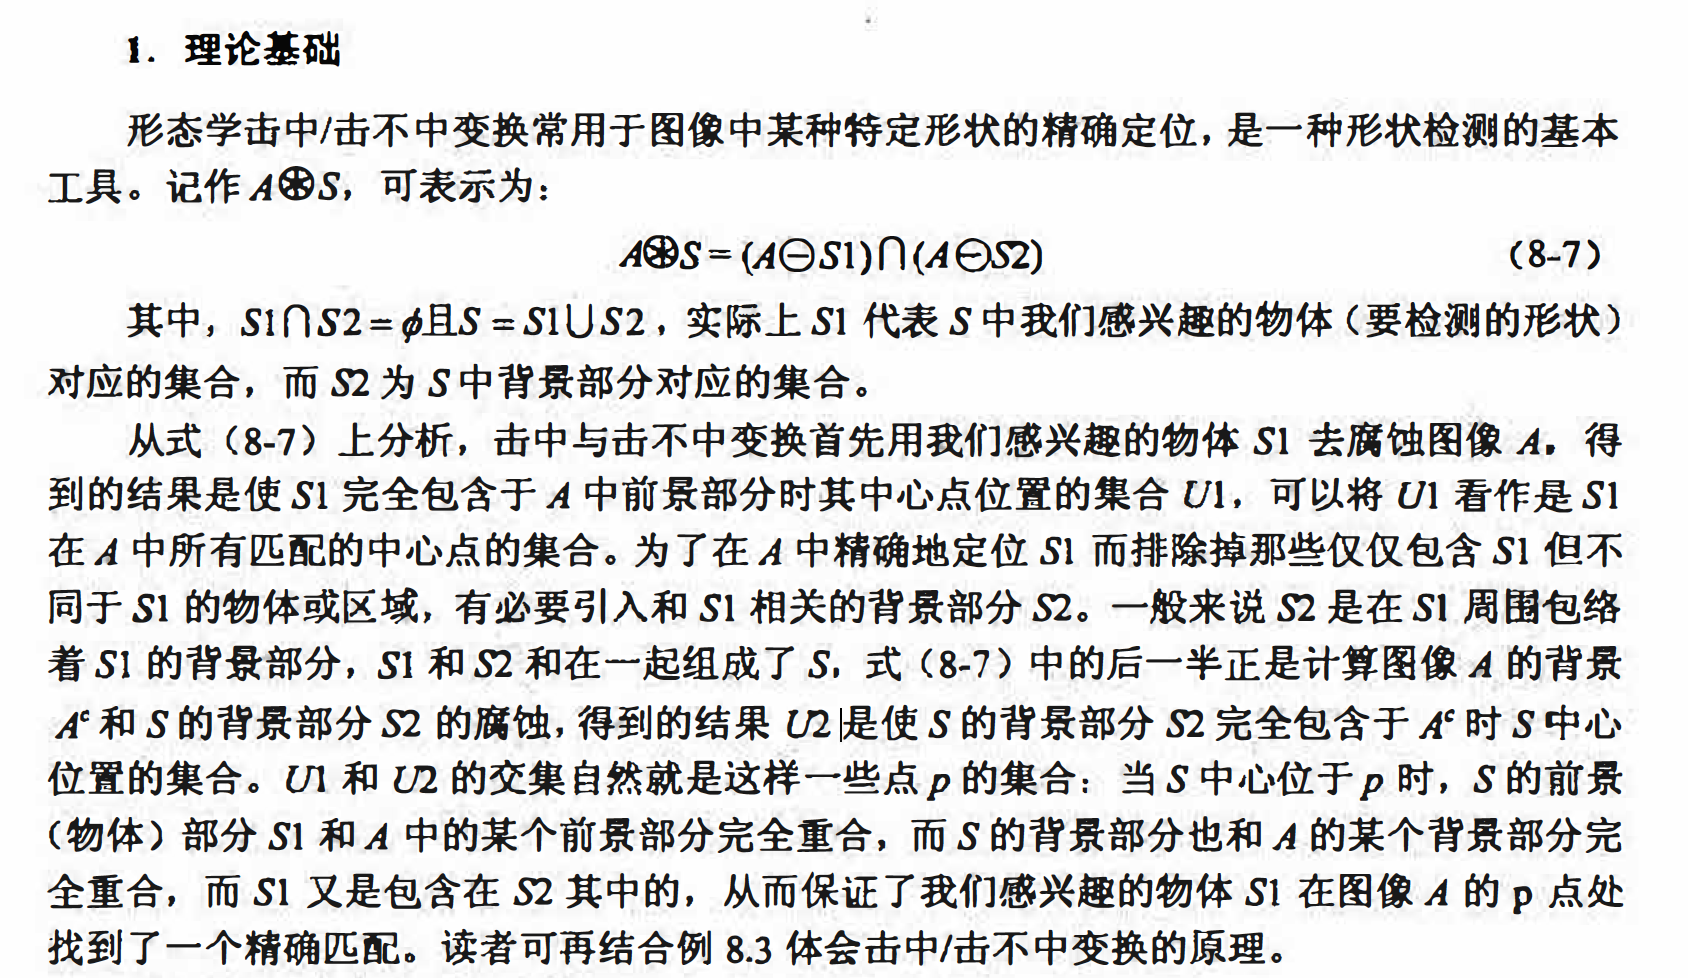 1. 理论基础
形态学击中/击不中变换常用于图像中某种特定形状的精确定位,是一种形状检测的基本
工具。记作 A⊛S,可表示为:
A⊛S = (A⊖S1)∩(A⊖S2) (8-7)
其中,S1∩S2=ϕ且S=S1∪S2,实际上 S1 代表 S 中我们感兴趣的物体(要检测的形状)
对应的集合,而 S2 为 S 中背景部分对应的集合。
从式(8-7)上分析,击中与击不中变换首先用我们感兴趣的物体 S1 去腐蚀图像 A,得
到的结果是使 S1 完全包含于 A 中前景部分时其中心点位置的集合 U1,可以将 U1 看作是 S1
在 A 中所有匹配的中心点的集合。为了在 A 中精确地定位 S1 而排除掉那些仅仅包含 S1 但不
同于 S1 的物体或区域,有必要引入和 S1 相关的背景部分 S2。一般来说 S2 是在 S1 周围包络
着 S1 的背景部分,S1 和 S2 和在一起组成了 S,式(8-7)中的后一半正是计算图像 A 的背景
Aᶜ 和 S 的背景部分 S2 的腐蚀,得到的结果 U2 是使 S 的背景部分 S2 完全包含于 Aᶜ 时 S 中心
位置的集合。U1 和 U2 的交集自然就是这样一些点 p 的集合:当 S 中心位于 p 时,S 的前景
(物体)部分 S1 和 A 中的某个前景部分完全重合,而 S 的背景部分也和 A 的某个背景部分完
全重合,而 S1 又是包含在 S2 其中的,从而保证了我们感兴趣的物体 S1 在图像 A 的 p 点处
找到了一个精确匹配。读者可再结合例 8.3 体会击中/击不中变换的原理。